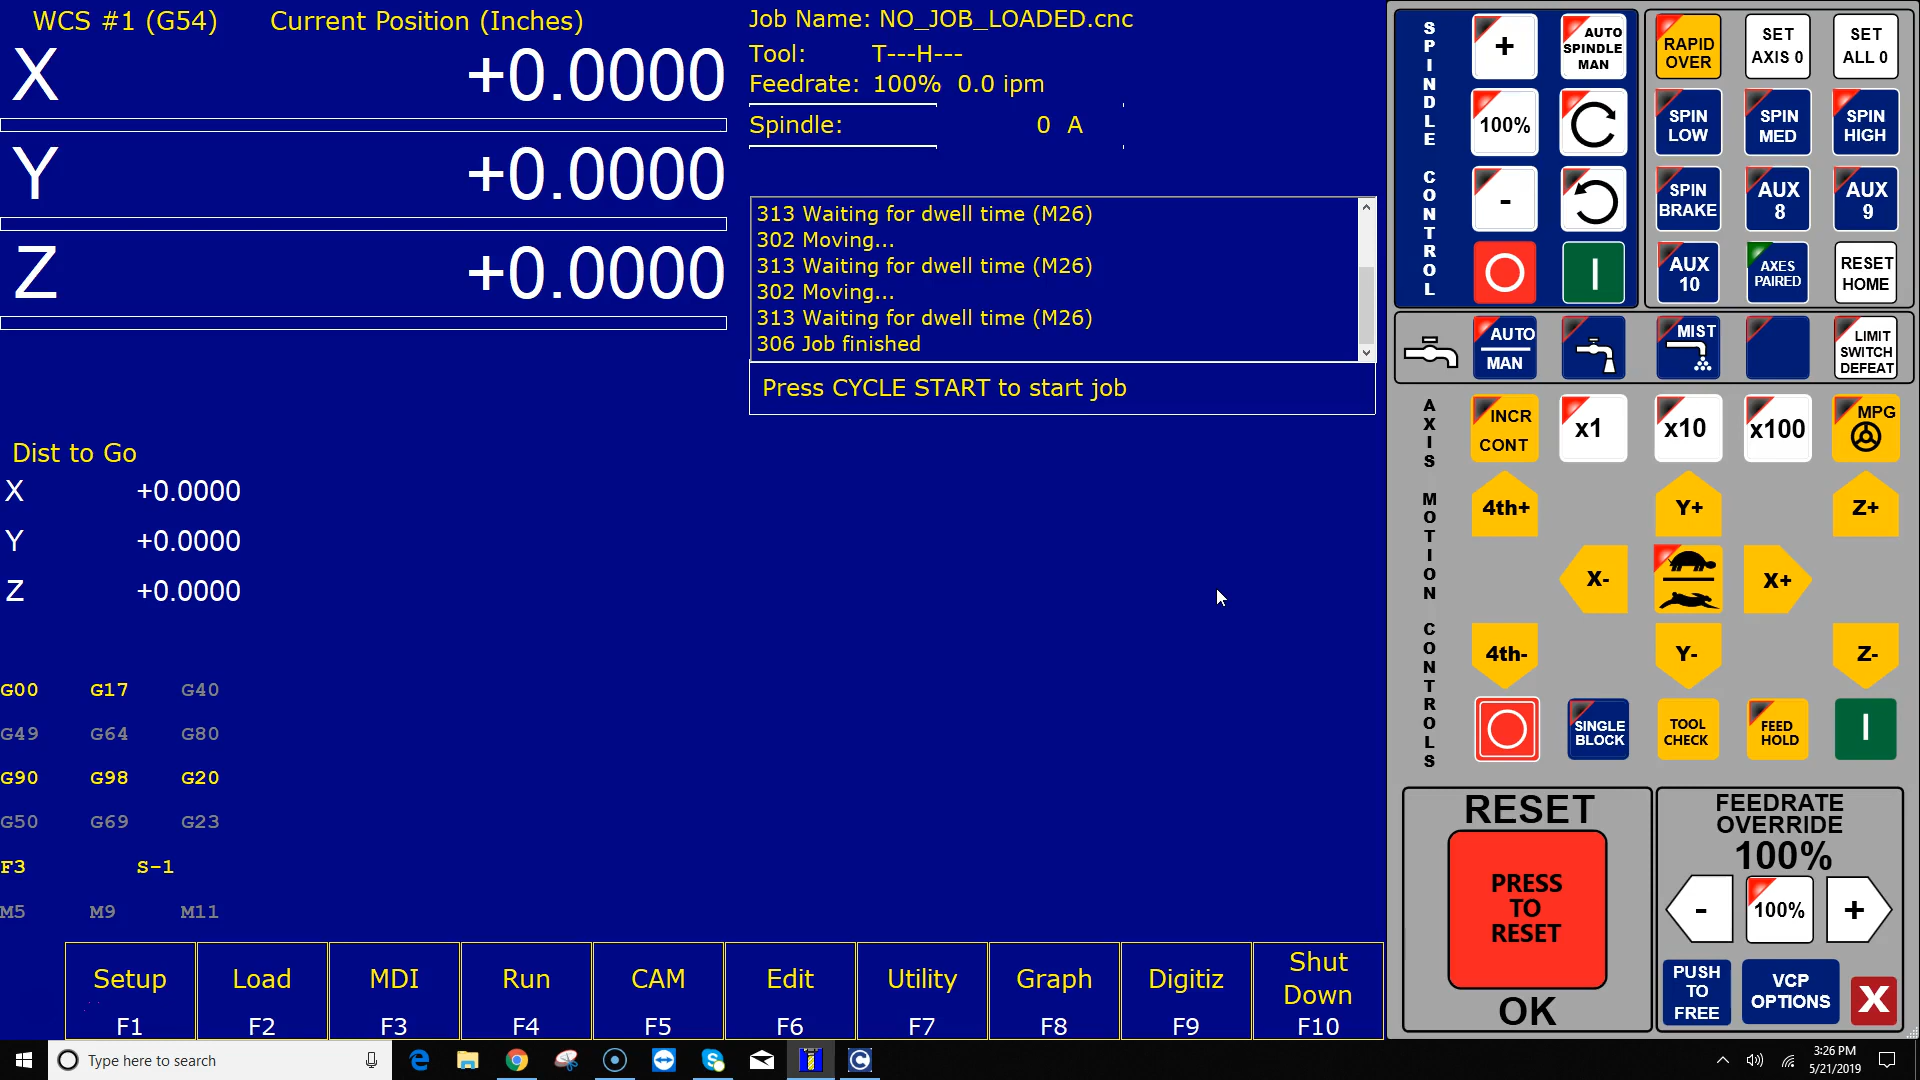 WCS #1 (G54) Current Position (Inches)
X +0.0000
Y +0.0000
Z +0.0000
Job Name: NO_JOB_LOADED.cnc
Tool: T---H---
Feedrate: 100% 0.0 ipm
Spindle: 0 A
313 Waiting for dwell time (M26)
302 Moving...
313 Waiting for dwell time (M26)
302 Moving...
313 Waiting for dwell time (M26)
306 Job finished
Press CYCLE START to start job
Dist to Go
X +0.0000
Y +0.0000
Z +0.0000
G00 G17 G40
G49 G64 G80
G90 G98 G20
G50 G69 G23
F3 S-1
M5 M9 M11
Setup
F1
Load
F2
MDI
F3
Run
F4
CAM
F5
Edit
F6
Utility
F7
Graph
F8
Digitiz
F9
Shut
Down
F10
SPINDLE CONTROL
+
AUTO
SPINDLE
MAN
100%
-
RAPID
OVER
SET
AXIS 0
SET
ALL 0
SPIN
LOW
SPIN
MED
SPIN
HIGH
SPIN
BRAKE
AUX
8
AUX
9
AUX
10
AXES
PAIRED
RESET
HOME
AUTO
MAN
MIST
LIMIT
SWITCH
DEFEAT
AXIS MOTION CONTROLS
INCR
CONT
x1
x10
x100
MPG
4th+
Y+
Z+
X-
X+
4th-
Y-
Z-
SINGLE
BLOCK
TOOL
CHECK
FEED
HOLD
RESET
PRESS
TO
RESET
OK
FEEDRATE
OVERRIDE
100%
-
100%
+
PUSH
TO
FREE
VCP
OPTIONS
X
Type here to search
3:26 PM
5/21/2019